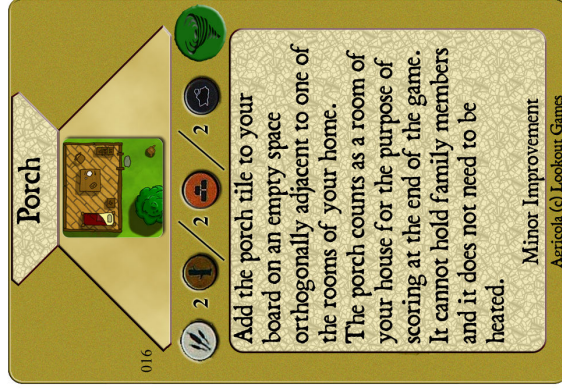 Porch
016
2 / 2 / 2
Add the porch tile to your
board on an empty space
orthogonally adjacent to one of
the rooms of your home.
The porch counts as a room of
your house for the purpose of
scoring at the end of the game.
It cannot hold family members
and it does not need to be
heated.
Minor Improvement
Agricola (c) Lookout Games